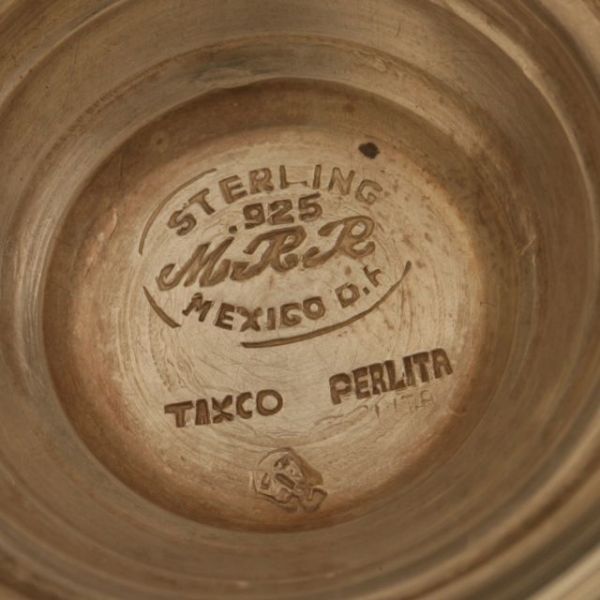 STERLING
.925
M.R.R
MEXICO D.F
TAXCO PERLITA